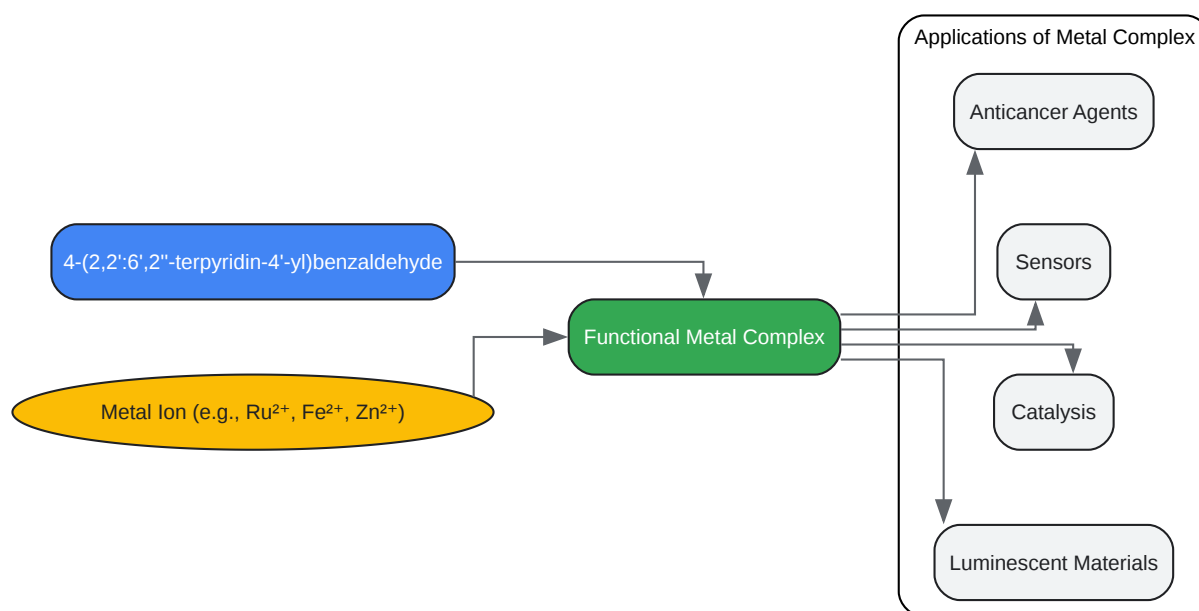 Applications of Metal Complex
Anticancer Agents
4-(2,2':6',2''-terpyridin-4'-yl)benzaldehyde
Sensors
Functional Metal Complex
Metal Ion (e.g., Ru²⁺, Fe²⁺, Zn²⁺)
Catalysis
Luminescent Materials